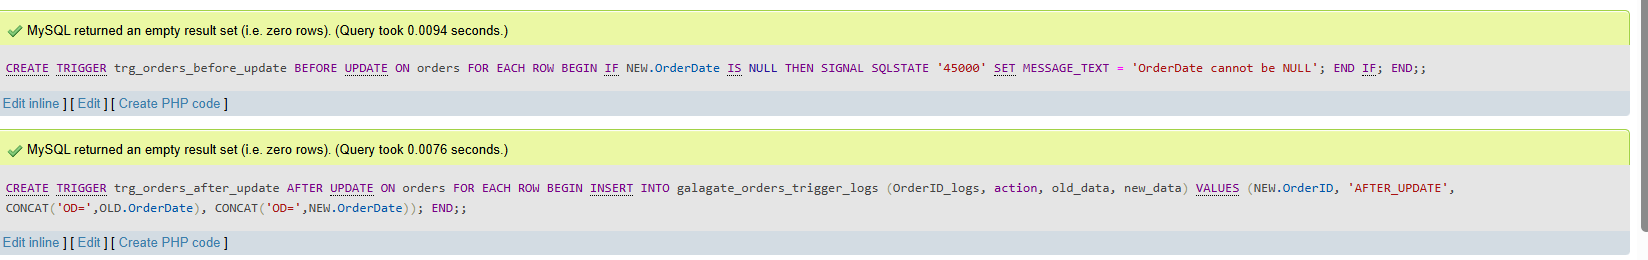 MySQL returned an empty result set (i.e. zero rows). (Query took 0.0094 seconds.)
CREATE TRIGGER trg_orders_before_update BEFORE UPDATE ON orders FOR EACH ROW BEGIN IF NEW.OrderDate IS NULL THEN SIGNAL SQLSTATE '45000' SET MESSAGE_TEXT = 'OrderDate cannot be NULL'; END IF; END;;
Edit inline ] [ Edit ] [ Create PHP code ]
MySQL returned an empty result set (i.e. zero rows). (Query took 0.0076 seconds.)
CREATE TRIGGER trg_orders_after_update AFTER UPDATE ON orders FOR EACH ROW BEGIN INSERT INTO galagate_orders_trigger_logs (OrderID_logs, action, old_data, new_data) VALUES (NEW.OrderID, 'AFTER_UPDATE',
CONCAT('OD=',OLD.OrderDate), CONCAT('OD=',NEW.OrderDate)); END;;
Edit inline ] [ Edit ] [ Create PHP code ]